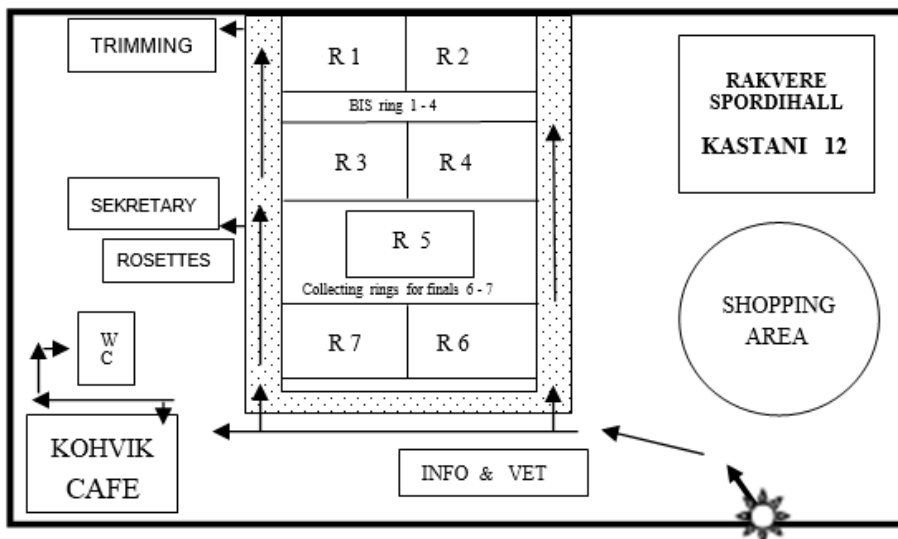 TRIMMING
R 1
R 2
RAKVERE
SPORDIHALL
KASTANI 12
BIS ring 1 - 4
R 3
R 4
SEKRETARY
ROSETTES
R 5
Collecting rings for finals 6 - 7
SHOPPING
AREA
W
C
R 7
R 6
KOHVIK
CAFE
INFO & VET